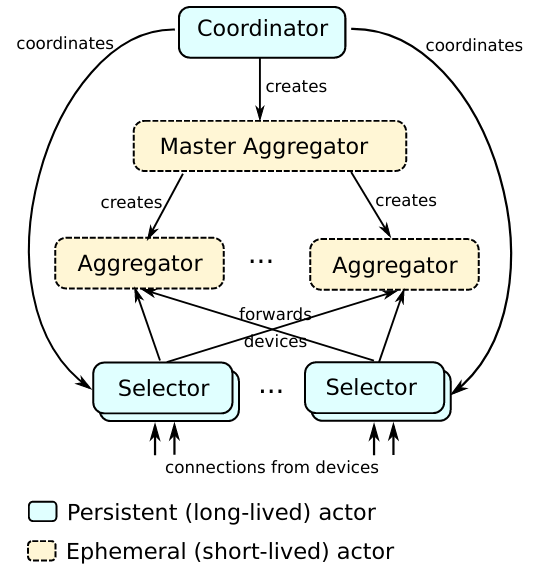 Coordinator
coordinates
coordinates
creates
Master Aggregator
creates
creates
Aggregator
...
Aggregator
forwards
devices
Selector
...
Selector
connections from devices
Persistent (long-lived) actor
Ephemeral (short-lived) actor